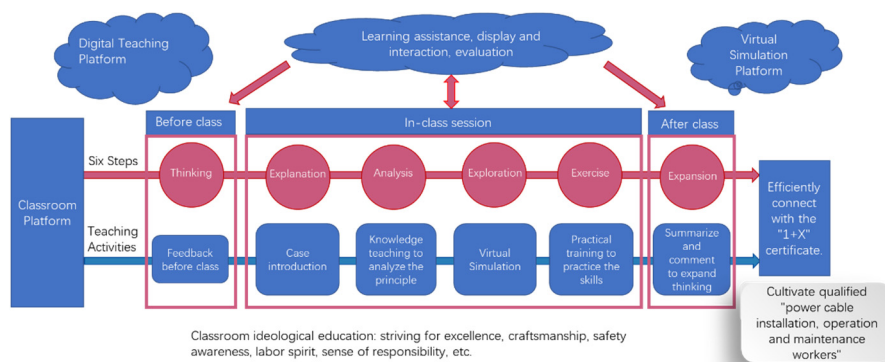 Digital Teaching
Platform
Learning assistance, display and
interaction, evaluation
Virtual
Simulation
Platform
Before class
In-class session
After class
Classroom
Platform
Six Steps
Thinking
Explanation
Analysis
Exploration
Exercise
Expansion
Teaching
Activities
Feedback
before class
Case
introduction
Knowledge
teaching to
analyze the
principle
Virtual
Simulation
Practical
training to
practice the
skills
Summarize
and
comment to
expand
thinking
Efficiently
connect
with the
"1+X"
certificate.
Cultivate qualified
"power cable
installation, operation
and maintenance
workers"
Classroom ideological education: striving for excellence, craftsmanship, safety
awareness, labor spirit, sense of responsibility, etc.